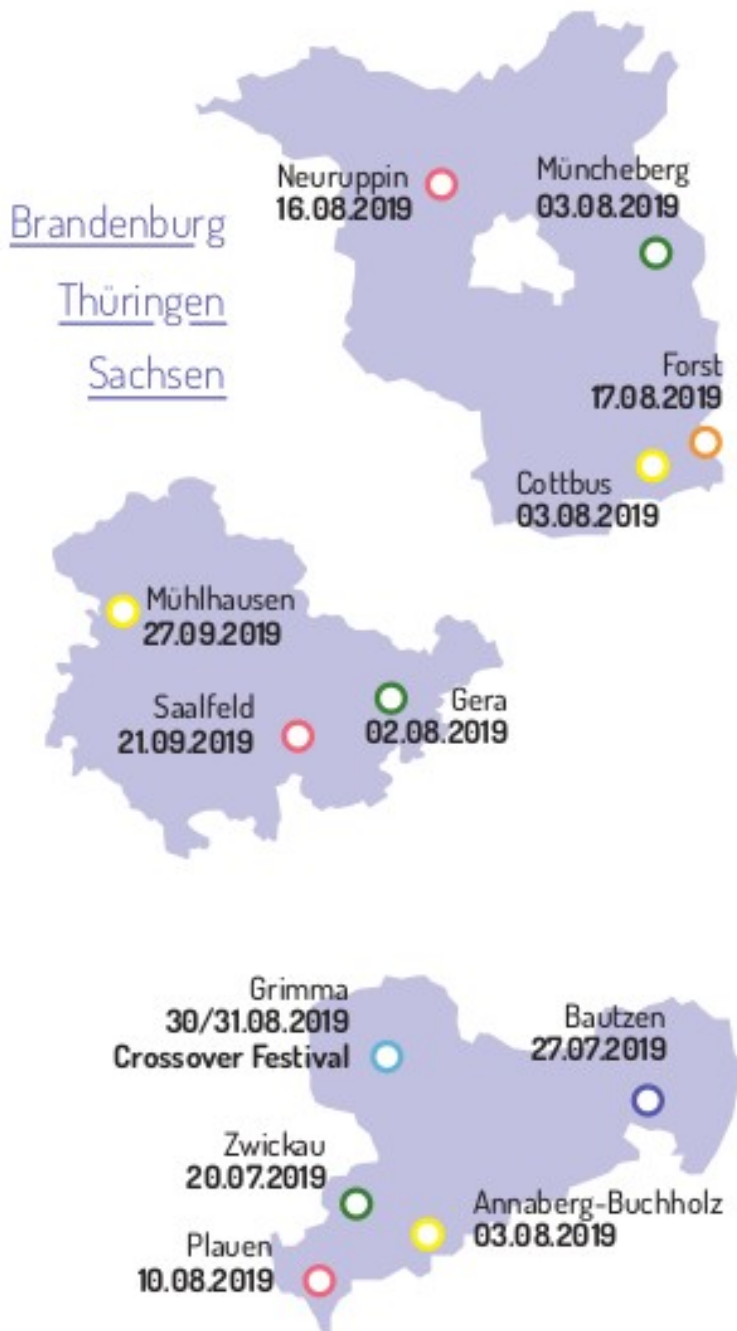 Brandenburg
Thüringen
Sachsen
Neuruppin
16.08.2019
Müncheberg
03.08.2019
Forst
17.08.2019
Cottbus
03.08.2019
Mühlhausen
27.09.2019
Saalfeld
21.09.2019
Gera
02.08.2019
Grimma
30/31.08.2019
Crossover Festival
Bautzen
27.07.2019
Zwickau
20.07.2019
Annaberg-Buchholz
03.08.2019
Plauen
10.08.2019